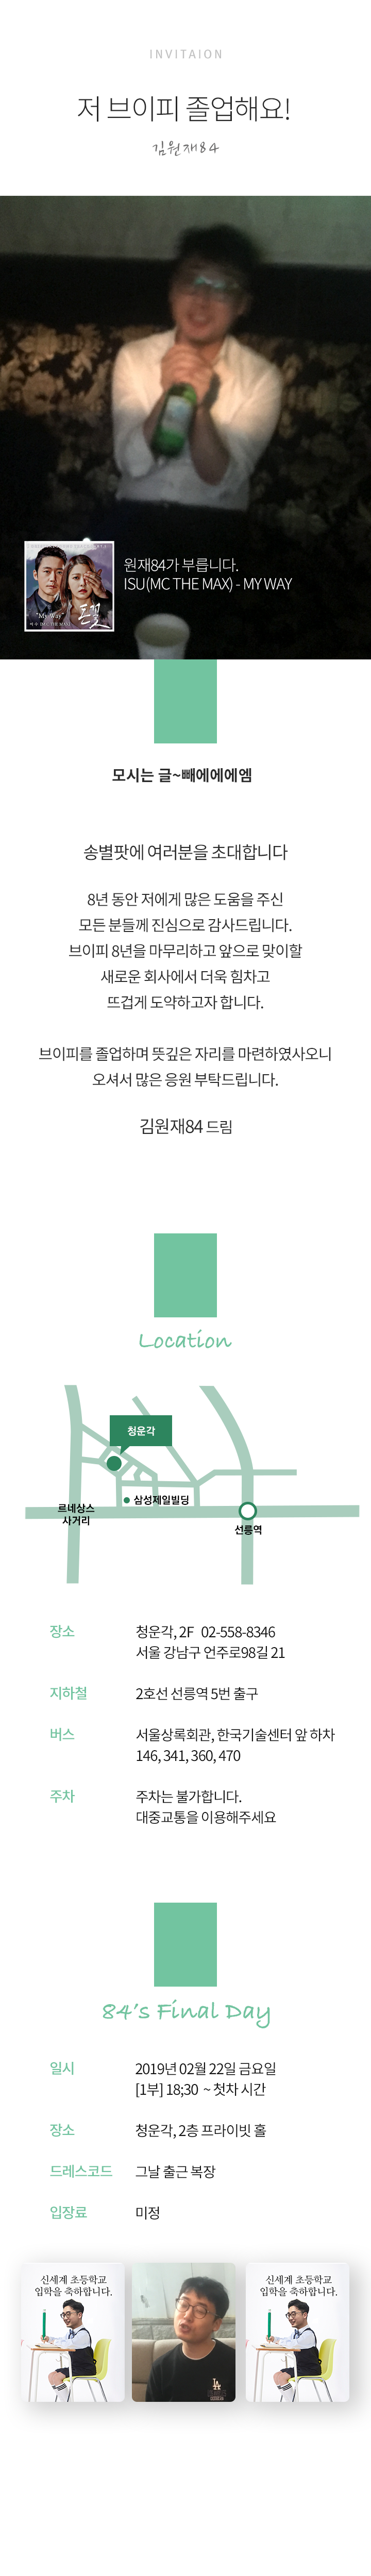 INVITAION
저 브이피 졸업해요!
김원재84
"My Way"
돈꽃
원재84가 부릅니다.
ISU(MC THE MAX) - MY WAY
모시는 글~빼에에에엠
송별팟에 여러분을 초대합니다
8년 동안 저에게 많은 도움을 주신
모든 분들께 진심으로 감사드립니다.
브이피 8년을 마무리하고 앞으로 맞이할
새로운 회사에서 더욱 힘차고
뜨겁게 도약하고자 합니다.
브이피를 졸업하며 뜻깊은 자리를 마련하였사오니
오셔서 많은 응원 부탁드립니다.
김원재84 드림
Location
청운각
삼성제일빌딩
르네상스
사거리
선릉역
장소
청운각, 2F 02-558-8346
서울 강남구 언주로98길 21
지하철
2호선 선릉역 5번 출구
버스
서울상록회관, 한국기술센터 앞 하차
146, 341, 360, 470
주차
주차는 불가합니다.
대중교통을 이용해주세요
84's Final Day
일시
2019년 02월 22일 금요일
[1부] 18;30 ~ 첫차 시간
장소
청운각, 2층 프라이빗 홀
드레스코드
그날 출근 복장
입장료
미정
신세계 초등학교
입학을 축하합니다.
LA
신세계 초등학교
입학을 축하합니다.